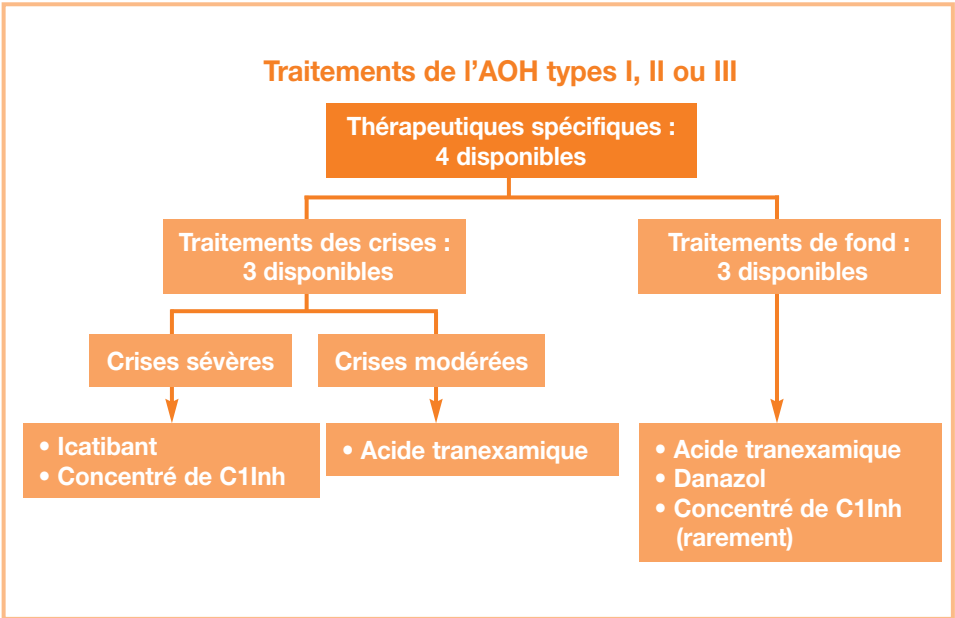 Traitements de l’AOH types I, II ou III
Thérapeutiques spécifiques :
4 disponibles
Traitements des crises :
3 disponibles
Traitements de fond :
3 disponibles
Crises sévères
Crises modérées
• Icatibant
• Concentré de C1Inh
• Acide tranexamique
• Acide tranexamique
• Danazol
• Concentré de C1Inh
(rarement)